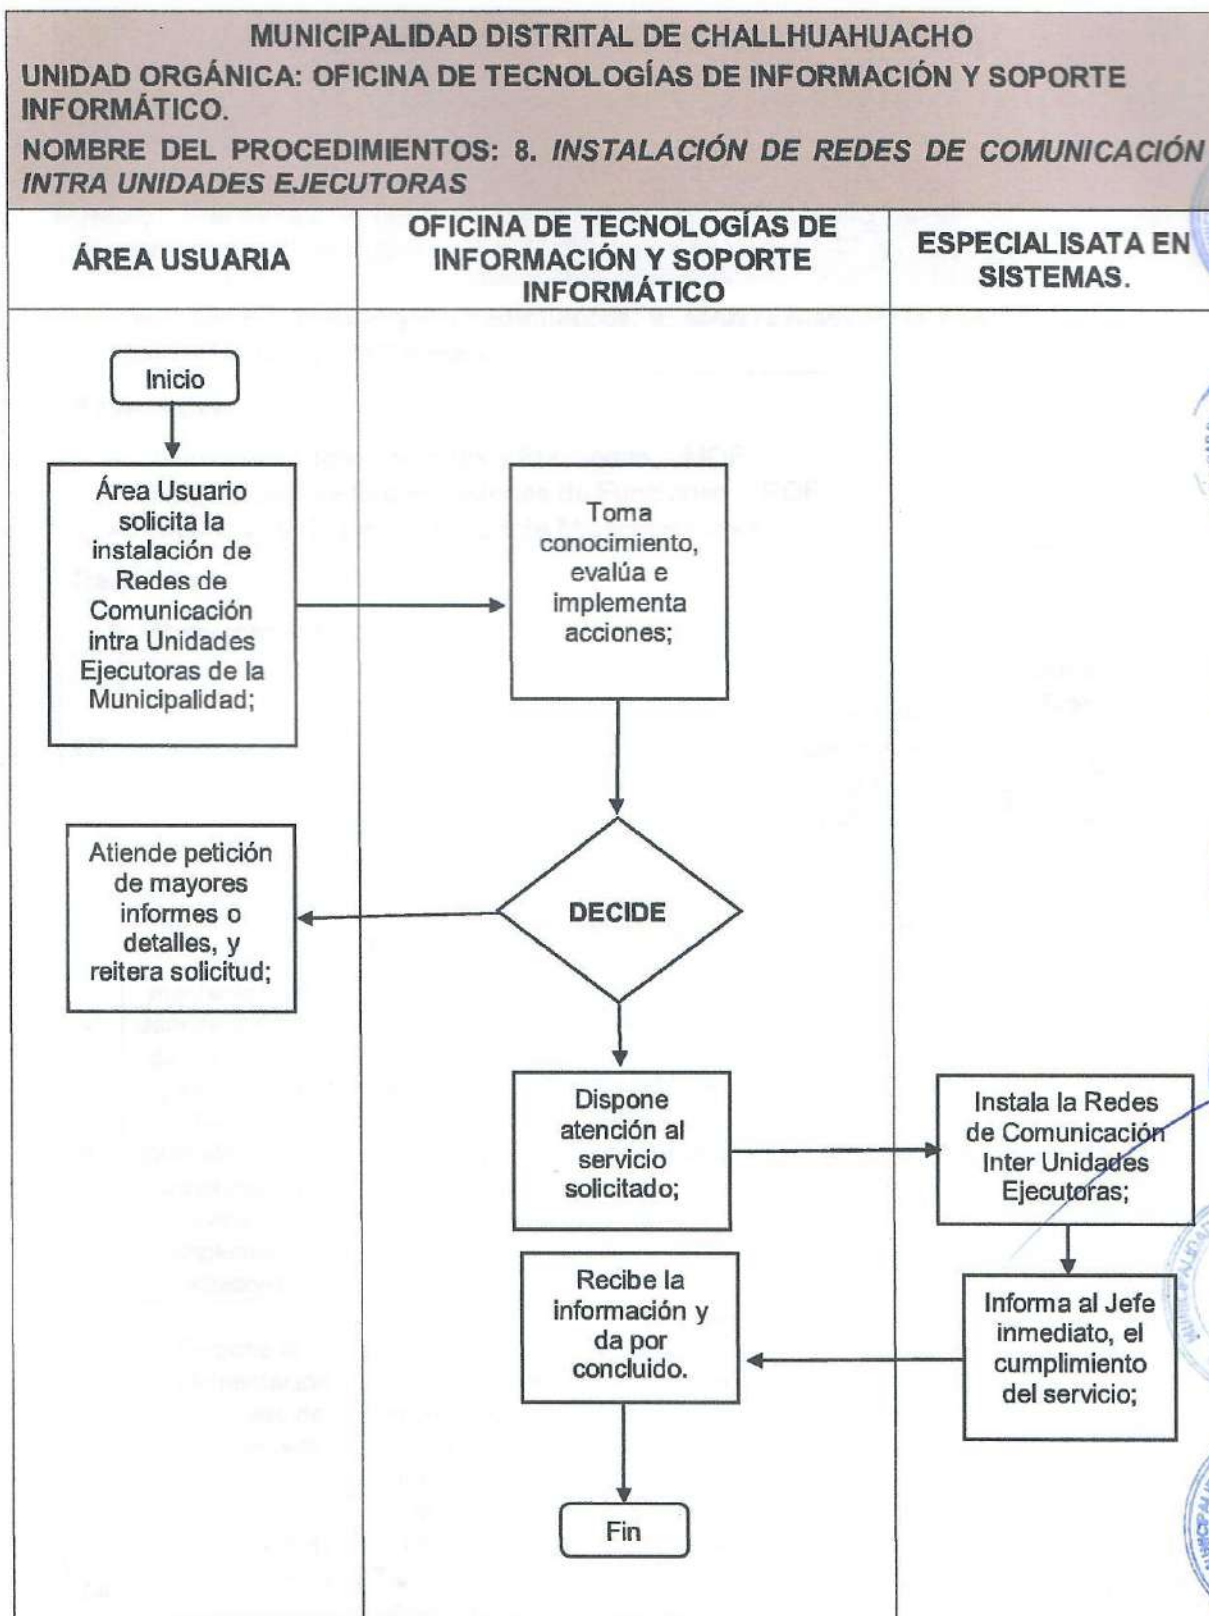 MUNICIPALIDAD DISTRITAL DE CHALLHUAHUACHO
UNIDAD ORGÁNICA: OFICINA DE TECNOLOGÍAS DE INFORMACIÓN Y SOPORTE
INFORMÁTICO.
NOMBRE DEL PROCEDIMIENTOS: 8. INSTALACIÓN DE REDES DE COMUNICACIÓN
INTRA UNIDADES EJECUTORAS
ÁREA USUARIA
OFICINA DE TECNOLOGÍAS DE
INFORMACIÓN Y SOPORTE
INFORMÁTICO
ESPECIALISATA EN
SISTEMAS.
Inicio
Área Usuario
solicita la
instalación de
Redes de
Comunicación
intra Unidades
Ejecutoras de la
Municipalidad;
Toma
conocimiento,
evalúa e
implementa
acciones;
DECIDE
Atiende petición
de mayores
informes o
detalles, y
reitera solicitud;
Dispone
atención al
servicio
solicitado;
Instala la Redes
de Comunicación
Inter Unidades
Ejecutoras;
Informa al Jefe
inmediato, el
cumplimiento
del servicio;
Recibe la
información y
da por
concluido.
Fin